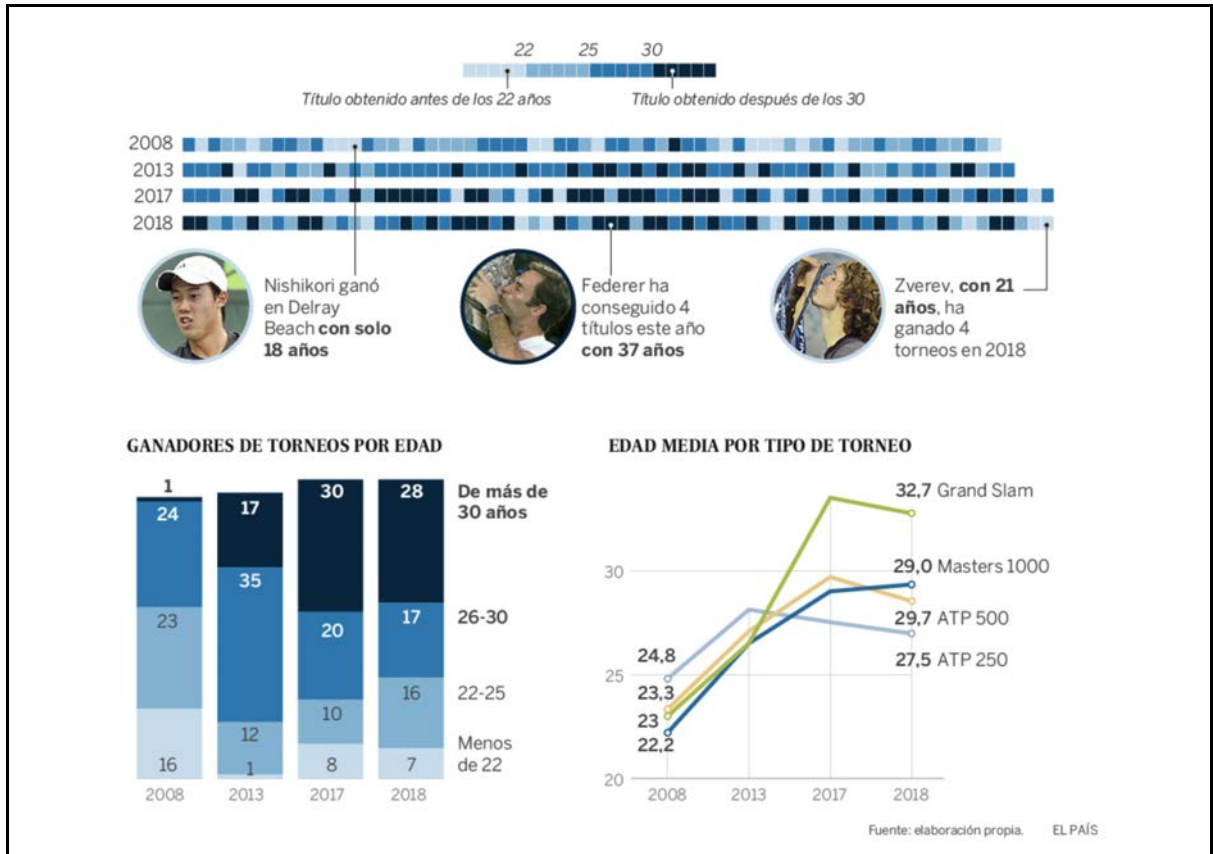 22 25 30
Título obtenido antes de los 22 años
Título obtenido después de los 30
2008
2013
2017
2018
Nishikori ganó
en Delray
Beach con solo
18 años
Federer ha
conseguido 4
títulos este año
con 37 años
Zverev, con 21
años, ha
ganado 4
torneos en 2018
GANADORES DE TORNEOS POR EDAD
1
24
23
16
17
35
12
1
30
20
10
8
28
17
16
7
De más de
30 años
26-30
22-25
Menos
de 22
2008 2013 2017 2018
EDAD MEDIA POR TIPO DE TORNEO
32,7 Grand Slam
29,0 Masters 1000
29,7 ATP 500
27,5 ATP 250
30
25
20
24,8
23,3
23
22,2
2008 2013 2017 2018
Fuente: elaboración propia. EL PAÍS